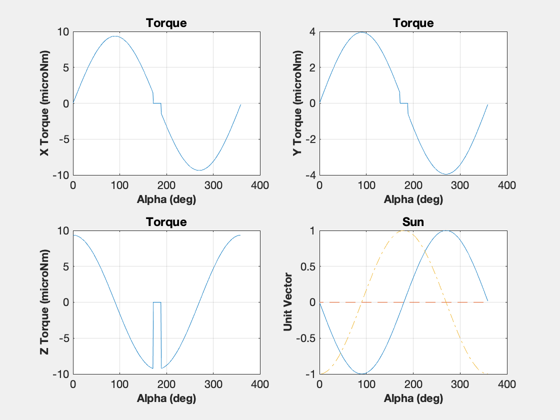 Torque
X Torque (microNm)
10
5
0
-5
-10
0 100 200 300 400
Alpha (deg)
Torque
Y Torque (microNm)
4
2
0
-2
-4
0 100 200 300 400
Alpha (deg)
Torque
Z Torque (microNm)
10
5
0
-5
-10
0 100 200 300 400
Alpha (deg)
Sun
Unit Vector
1
0.5
0
-0.5
-1
0 100 200 300 400
Alpha (deg)